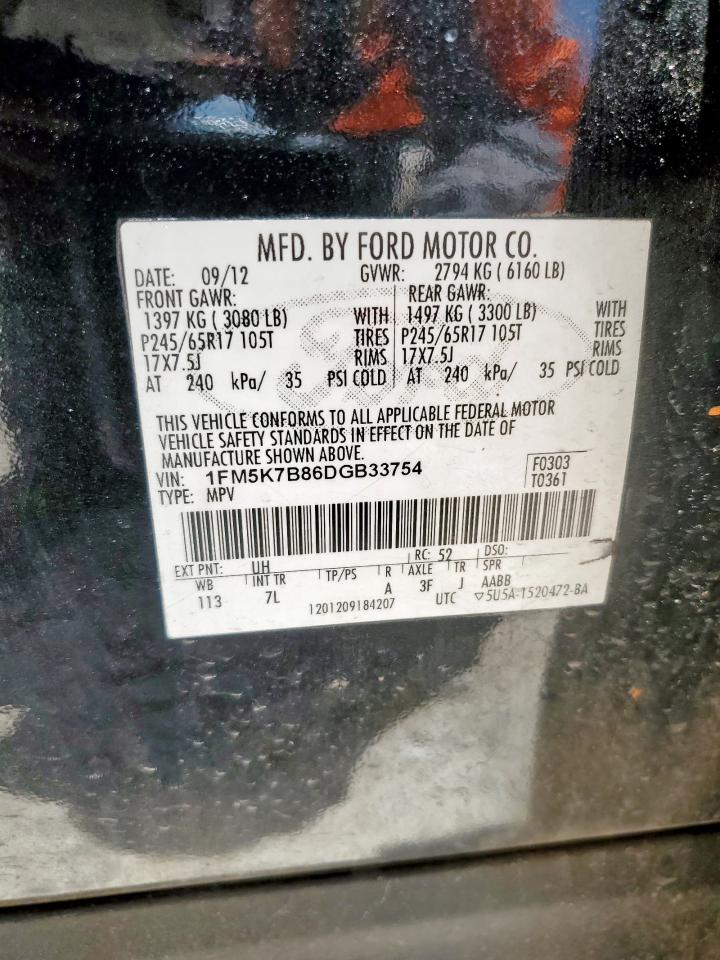 MFD. BY FORD MOTOR CO.
DATE: 09/12 GVWR: 2794 KG ( 6160 LB)
FRONT GAWR: REAR GAWR:
1397 KG ( 3080 LB) WITH 1497 KG ( 3300 LB) WITH
P245/65R17 105T TIRES P245/65R17 105T TIRES
17X7.5J RIMS 17X7.5J RIMS
AT 240 kPa/ 35 PSI COLD AT 240 kPa/ 35 PSI COLD
THIS VEHICLE CONFORMS TO ALL APPLICABLE FEDERAL MOTOR
VEHICLE SAFETY STANDARDS IN EFFECT ON THE DATE OF
MANUFACTURE SHOWN ABOVE.
VIN: 1FM5K7B86DGB33754 F0303
TYPE: MPV T0361
EXT PNT: UH RC: 52 DSO:
WB INT TR TP/PS R AXLE TR SPR
113 7L A 3F J AABB
1201209184207 UTC ▽5U5A-1520472-BA